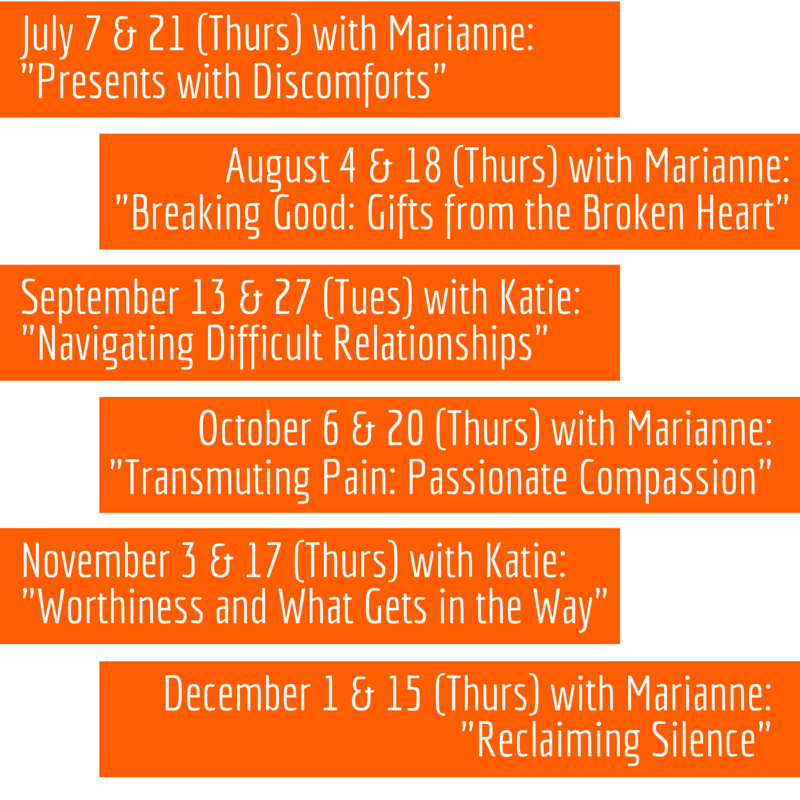 July 7 & 21 (Thurs) with Marianne:
"Presents with Discomforts"
August 4 & 18 (Thurs) with Marianne:
"Breaking Good: Gifts from the Broken Heart"
September 13 & 27 (Tues) with Katie:
"Navigating Difficult Relationships"
October 6 & 20 (Thurs) with Marianne:
"Transmuting Pain: Passionate Compassion"
November 3 & 17 (Thurs) with Katie:
"Worthiness and What Gets in the Way"
December 1 & 15 (Thurs) with Marianne:
"Reclaiming Silence"